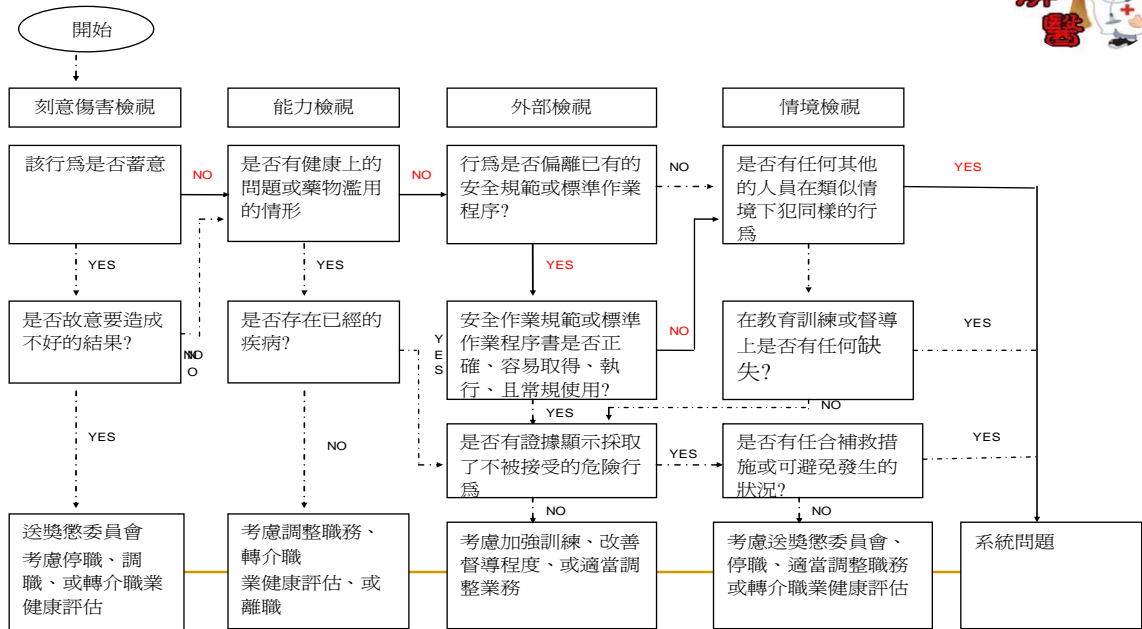 開始
刻意傷害檢視
能力檢視
外部檢視
情境檢視
該行為是否蓄意
NO
是否有健康上的
問題或藥物濫用
的情形
NO
行為是否偏離已有的
安全規範或標準作業
程序?
NO
是否有任何其他
的人員在類似情
境下犯同樣的行
為
YES
YES
YES
YES
是否故意要造成
不好的結果?
NO
NO
是否存在已經的
疾病?
YES
安全作業規範或標準
作業程序書是否正
確、容易取得、執
行、且常規使用?
NO
在教育訓練或督導
上是否有任何缺
失?
YES
YES
NO
YES
NO
是否有證據顯示採取
了不被接受的危險行
為
YES
是否有任合補救措
施或可避免發生的
狀況?
YES
NO
NO
送獎懲委員會
考慮停職、調
職、或轉介職業
健康評估
考慮調整職務、
轉介職
業健康評估、或
離職
考慮加強訓練、改善
督導程度、或適當調
整業務
考慮送獎懲委員會、
停職、適當調整職務
或轉介職業健康評估
系統問題
醫